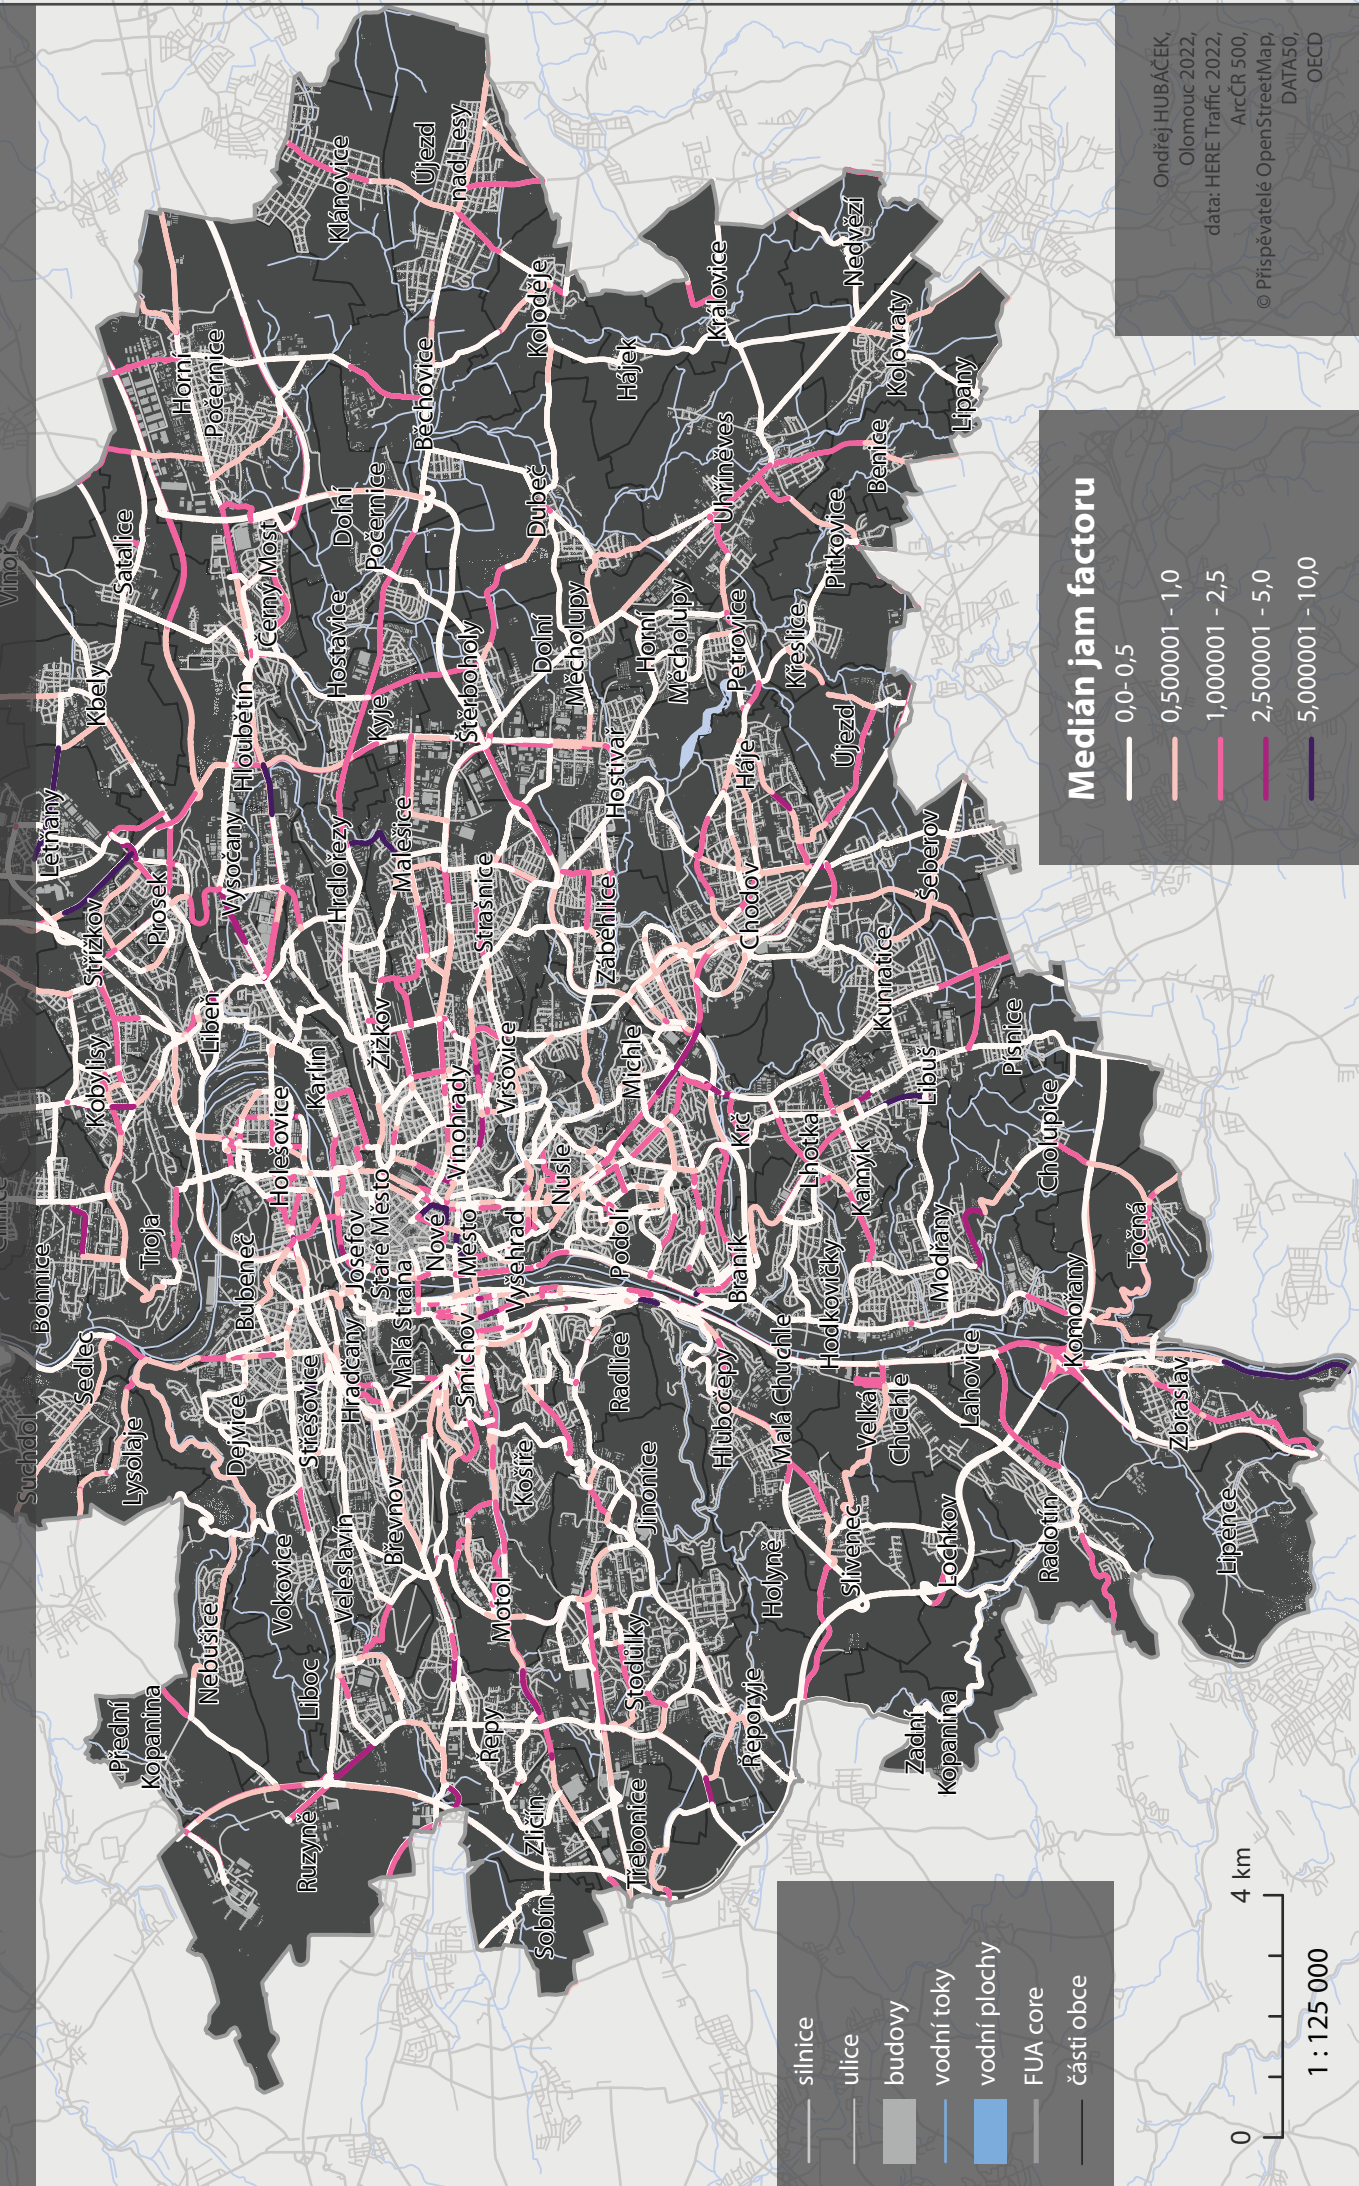 Vinoř
Suchdol
Bohnice
Letňany
Sedlec
Střížkov
Kobylisy
Kbely
Satalice
Lysolaje
Troja
Prosek
Přední
Kopanina
Horní
Počernice
Nebušice
Libeň
Dejvice
Bubeneč
Vysočany
Hloubětín
Černý Most
Vokovice
Holešovice
Ruzyně
Liboc
Střešovice
Karlín
Klánovice
Veleslavín
Hradčany
Josefov
Hrdlořezy
Hostavice
Dolní
Počernice
Staré Město
Žižkov
Kyje
Břevnov
Malá Strana
Malešice
Běchovice
Újezd
nad Lesy
Nové
Město
Vinohrady
Smíchov
Štěrboholy
Řepy
Motol
Strašnice
Vršovice
Vyšehrad
Košíře
Zličín
Sobín
Dubeč
Koloděje
Dolní
Měcholupy
Nusle
Záběhlice
Hostivař
Radlice
Podolí
Michle
Hájek
Třebonice
Stodůlky
Jinonice
Horní
Měcholupy
Uhříněves
Královice
Hlubočepy
Braník
Krč
Chodov
Háje
Petrovice
Řeporyje
Holyně
Malá Chuchle
Lhotka
Křeslice
Hodkovičky
Pitkovice
Újezd
Nedvězí
Slivenec
Velká
Chuchle
Kamýk
Kunratice
Benice
Kolovraty
Zadní
Kopanina
Lochkov
Modřany
Libuš
Šeberov
Lipany
Lahovice
Písnice
Radotín
Cholupice
Komořany
Točná
Zbraslav
Lipence
silnice
ulice
budovy
vodní toky
vodní plochy
FUA core
části obce
Medián jam factoru
0,0- 0,5
0,500001 - 1,0
1,000001 - 2,5
2,500001 - 5,0
5,000001 - 10,0
Ondřej HUBÁČEK,
Olomouc 2022,
data: HERE Traffic 2022,
ArcČR 500,
© Přispěvatelé OpenStreetMap,
DATA50,
OECD
0 4 km
1 : 125 000